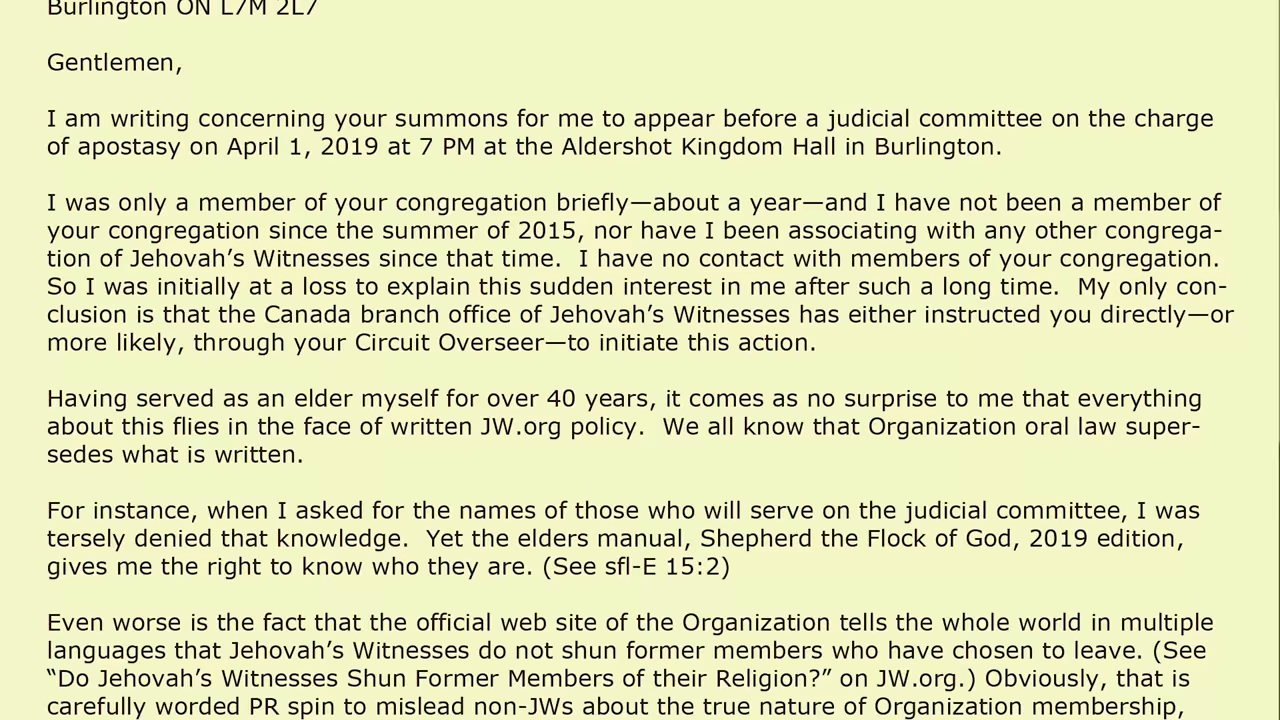 Burlington ON L7M 2L7
Gentlemen,
I am writing concerning your summons for me to appear before a judicial committee on the charge
of apostasy on April 1, 2019 at 7 PM at the Aldershot Kingdom Hall in Burlington.
I was only a member of your congregation briefly—about a year—and I have not been a member of
your congregation since the summer of 2015, nor have I been associating with any other congrega-
tion of Jehovah’s Witnesses since that time.  I have no contact with members of your congregation.
So I was initially at a loss to explain this sudden interest in me after such a long time.  My only con-
clusion is that the Canada branch office of Jehovah’s Witnesses has either instructed you directly—or
more likely, through your Circuit Overseer—to initiate this action.
Having served as an elder myself for over 40 years, it comes as no surprise to me that everything
about this flies in the face of written JW.org policy.  We all know that Organization oral law super-
sedes what is written.
For instance, when I asked for the names of those who will serve on the judicial committee, I was
tersely denied that knowledge.  Yet the elders manual, Shepherd the Flock of God, 2019 edition,
gives me the right to know who they are. (See sfl-E 15:2)
Even worse is the fact that the official web site of the Organization tells the whole world in multiple
languages that Jehovah’s Witnesses do not shun former members who have chosen to leave. (See
“Do Jehovah’s Witnesses Shun Former Members of their Religion?” on JW.org.) Obviously, that is
carefully worded PR spin to mislead non-JWs about the true nature of Organization membership,